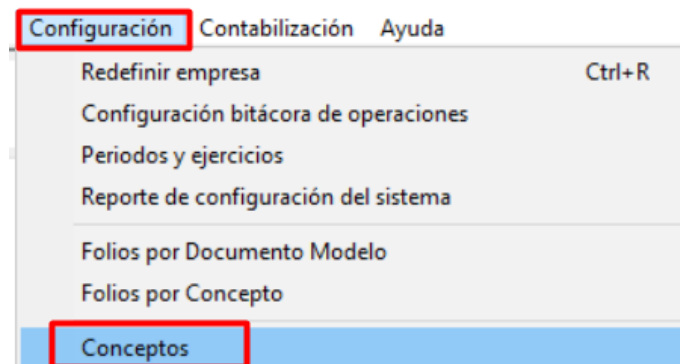 Configuración Contabilización Ayuda
Redefinir empresa Ctrl+R
Configuración bitácora de operaciones
Periodos y ejercicios
Reporte de configuración del sistema
Folios por Documento Modelo
Folios por Concepto
Conceptos